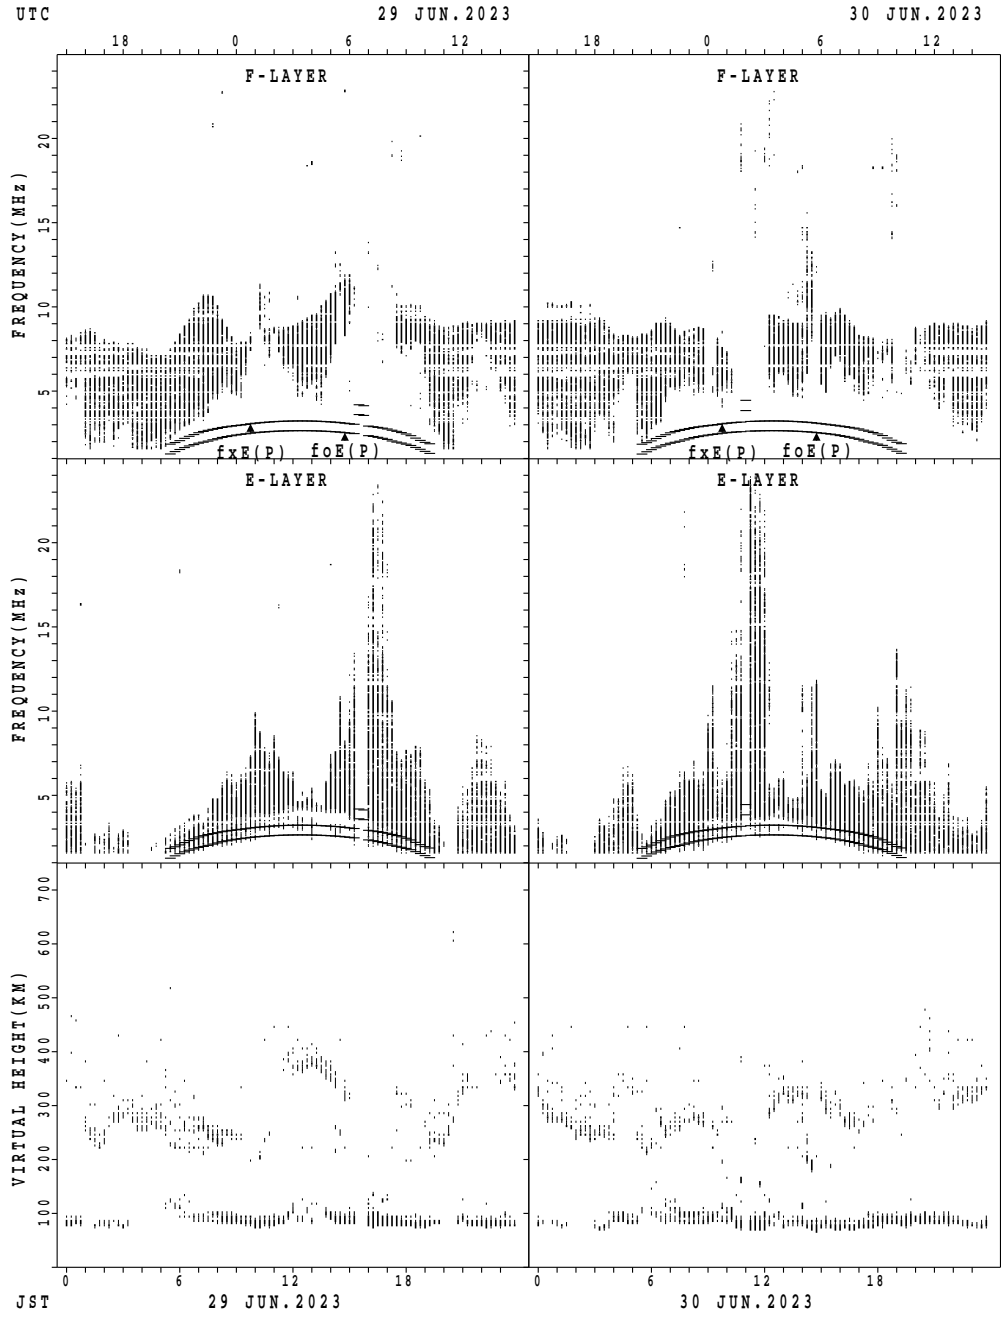 UTC 29 JUN.2023 30 JUN.2023
18 0 6 12 18 0 6 12
F-LAYER F-LAYER
FREQUENCY(MHz)
20
15
10
5
fxE(P) foE(P) fxE(P) foE(P)
E-LAYER E-LAYER
FREQUENCY(MHz)
20
15
10
5
VIRTUAL HEIGHT(KM)
700
600
500
400
300
200
100
0 6 12 18 0 6 12 18
JST 29 JUN.2023 30 JUN.2023